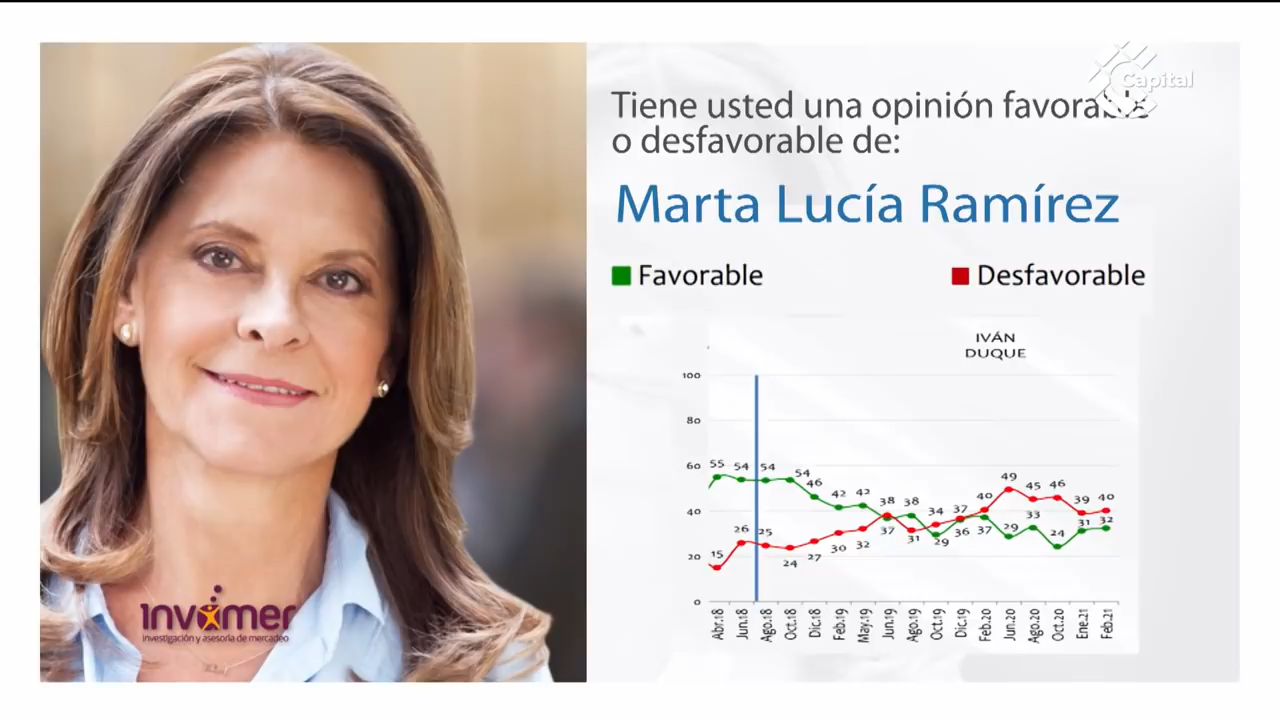 Capital
Tiene usted una opinión favorable
o desfavorable de:
Marta Lucía Ramírez
Favorable
Desfavorable
IVÁN
DUQUE
100
80
60
40
20
0
55 54 54 54 46 42 42 38 38 34 37 40 49 45 46 39 40
15 26 25 24 27 30 32 37 31 29 36 37 29 33 24 31 32
Abr.18 Jun.18 Ago.18 Oct.18 Dic.18 Feb.19 May.19 Jun.19 Ago.19 Oct.19 Dic.19 Feb.20 Jun.20 Ago.20 Oct.20 Ene.21 Feb.21
invamer
investigación y asesoría de mercadeo